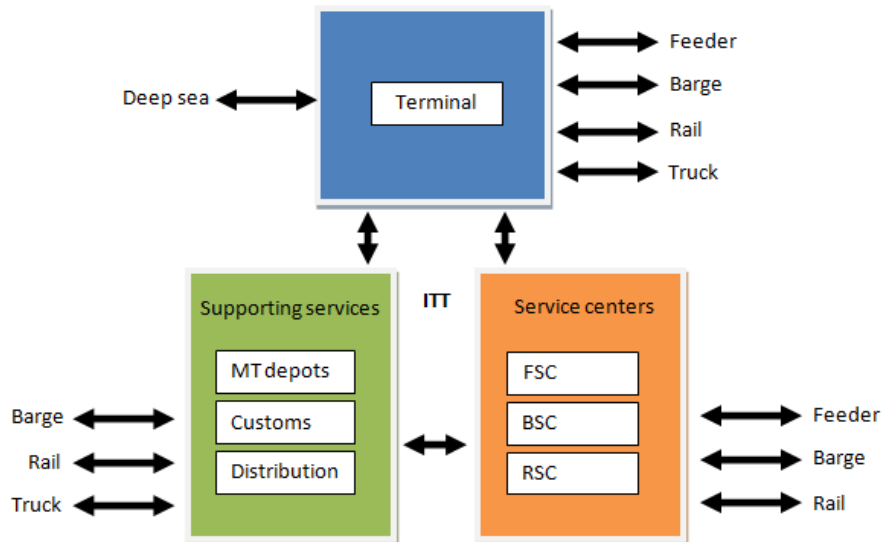 Feeder
Deep sea
Terminal
Barge
Rail
Truck
Supporting services
ITT
Service centers
MT depots
FSC
Barge
Customs
BSC
Feeder
Rail
Distribution
RSC
Barge
Truck
Rail